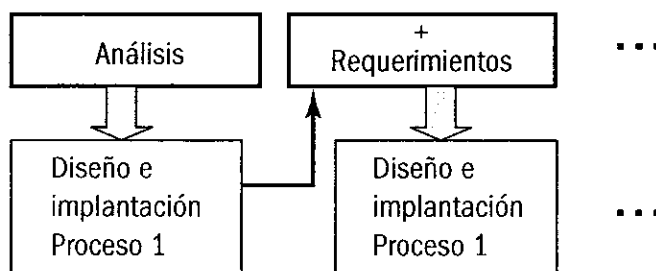 Análisis
+
Requerimientos
Diseño e
implantación
Proceso 1
Diseño e
implantación
Proceso 1